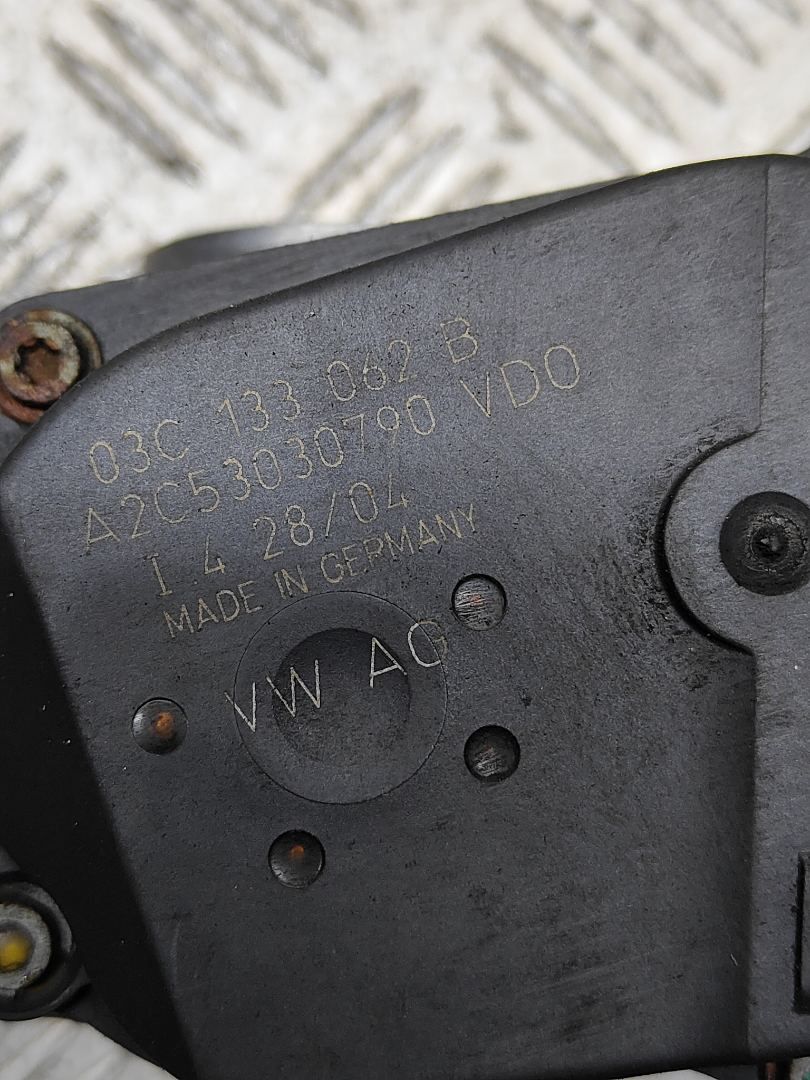 03C 133 062 B
A2C53030790 VDO
I 4 28/04
MADE IN GERMANY
VW AG